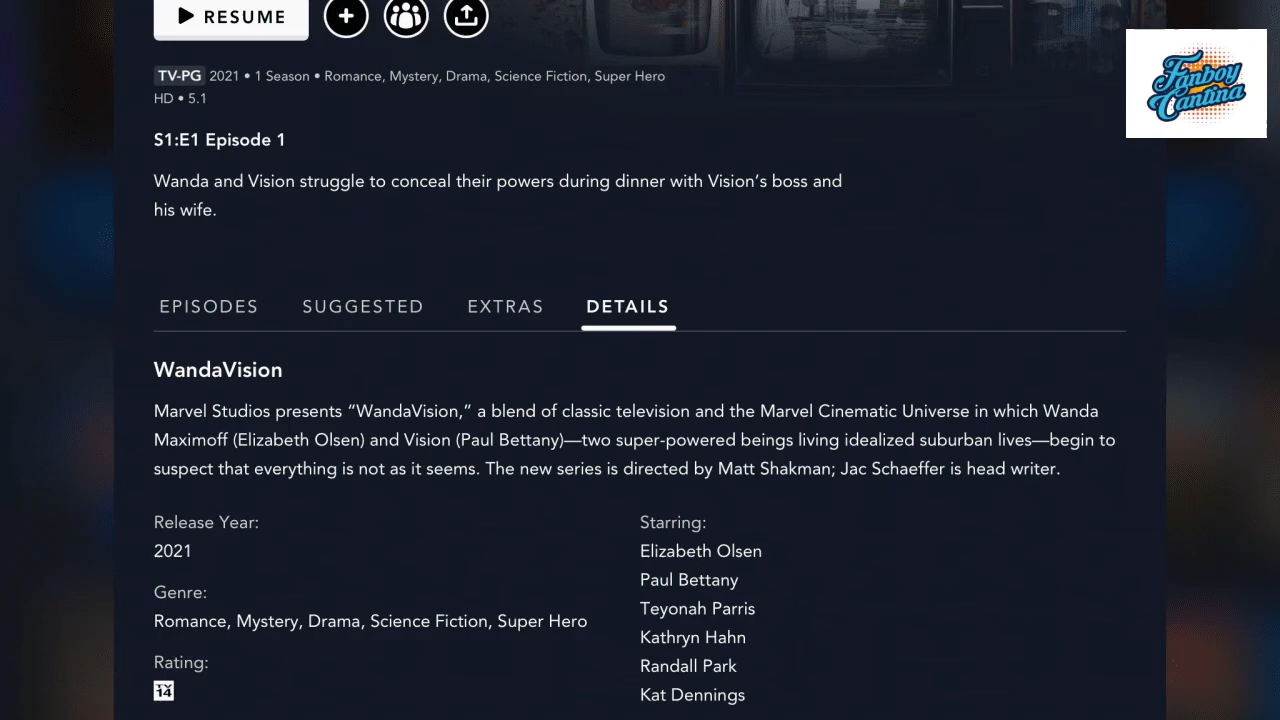 RESUME
TV-PG 2021 • 1 Season • Romance, Mystery, Drama, Science Fiction, Super Hero
HD • 5.1
Fanboy
Cantina
S1:E1 Episode 1
Wanda and Vision struggle to conceal their powers during dinner with Vision’s boss and
his wife.
EPISODES SUGGESTED EXTRAS DETAILS
WandaVision
Marvel Studios presents “WandaVision,” a blend of classic television and the Marvel Cinematic Universe in which Wanda
Maximoff (Elizabeth Olsen) and Vision (Paul Bettany)—two super-powered beings living idealized suburban lives—begin to
suspect that everything is not as it seems. The new series is directed by Matt Shakman; Jac Schaeffer is head writer.
Release Year:
2021
Genre:
Romance, Mystery, Drama, Science Fiction, Super Hero
Rating:
TV
14
Starring:
Elizabeth Olsen
Paul Bettany
Teyonah Parris
Kathryn Hahn
Randall Park
Kat Dennings